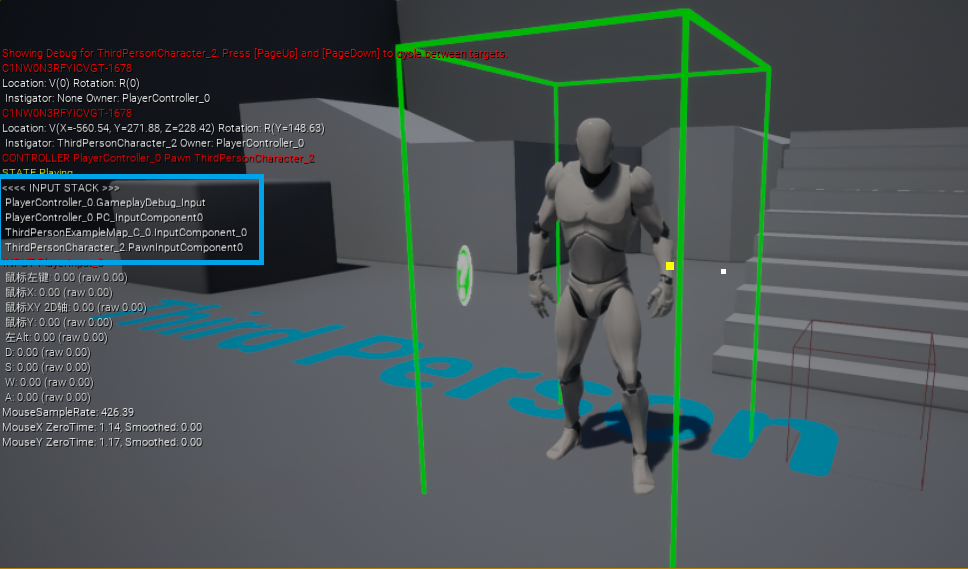 Showing Debug for ThirdPersonCharacter_2, Press [PageUp] and [PageDown] to cycle between targets.
C1NW0N3RFYICVGT-1678
Location: V(0) Rotation: R(0)
Instigator: None Owner: PlayerController_0
C1NW0N3RFYICVGT-1678
Location: V(X=-560.54, Y=271.88, Z=228.42) Rotation: R(Y=148.63)
Instigator: ThirdPersonCharacter_2 Owner: PlayerController_0
CONTROLLER PlayerController_0 Pawn ThirdPersonCharacter_2
STATE Playing
<<<< INPUT STACK >>>
PlayerController_0.GameplayDebug_Input
PlayerController_0.PC_InputComponent0
ThirdPersonExampleMap_C_0.InputComponent_0
ThirdPersonCharacter_2.PawnInputComponent0
INPUT PlayerInput_0
鼠标左键: 0.00 (raw 0.00)
鼠标X: 0.00 (raw 0.00)
鼠标XY 2D轴: 0.00 (raw 0.00)
鼠标Y: 0.00 (raw 0.00)
左Alt: 0.00 (raw 0.00)
D: 0.00 (raw 0.00)
S: 0.00 (raw 0.00)
W: 0.00 (raw 0.00)
A: 0.00 (raw 0.00)
MouseSampleRate: 426.39
MouseX ZeroTime: 1.14, Smoothed: 0.00
MouseY ZeroTime: 1.17, Smoothed: 0.00
Third Person